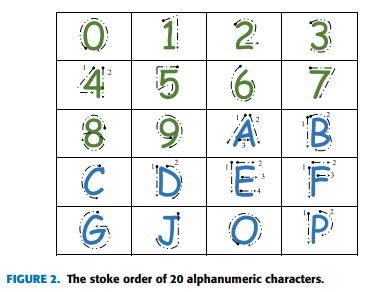 0 1 2 3
4 5 6 7
8 9 A B
C D E F
G J O P
FIGURE 2. The stoke order of 20 alphanumeric characters.